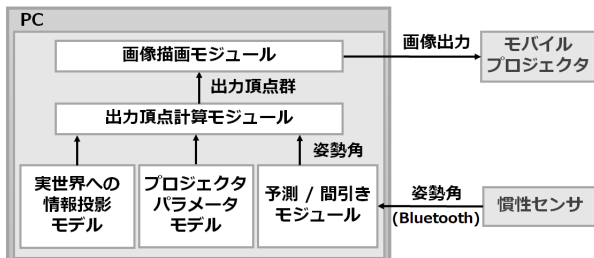 PC
画像描画モジュール
画像出力
モバイル
プロジェクタ
出力頂点群
出力頂点計算モジュール
姿勢角
実世界への
情報投影
モデル
プロジェクタ
パラメータ
モデル
予測 / 間引き
モジュール
姿勢角
(Bluetooth)
慣性センサ